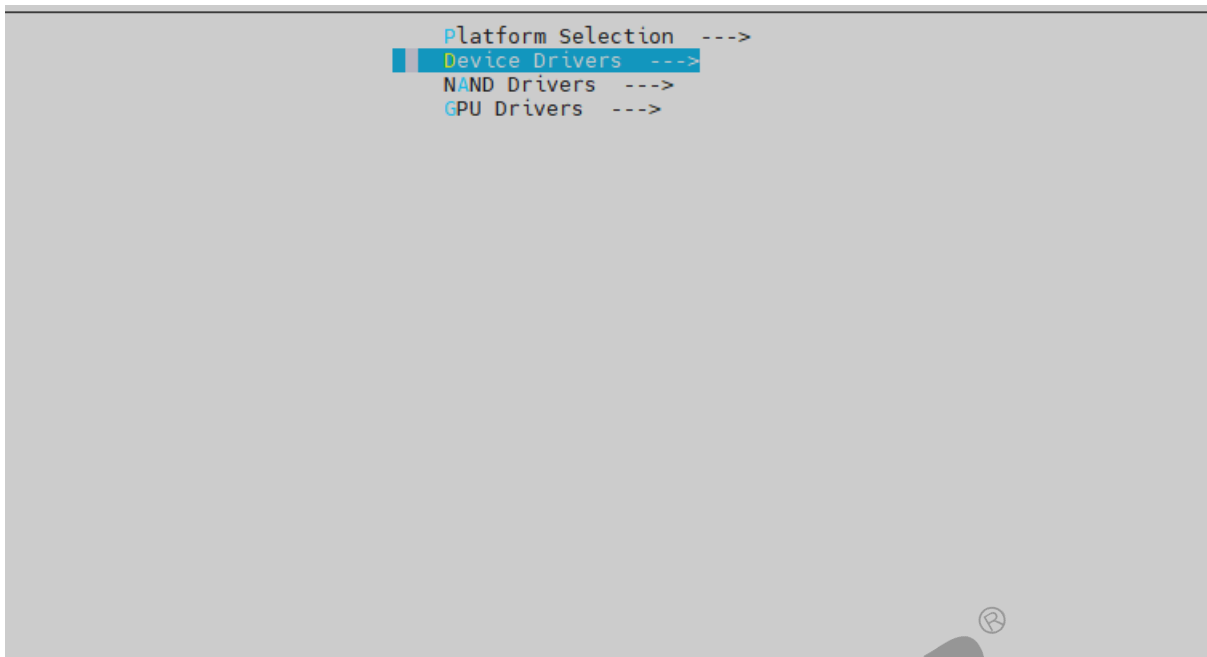 Platform Selection  --->
Device Drivers  --->
NAND Drivers  --->
GPU Drivers  --->
®